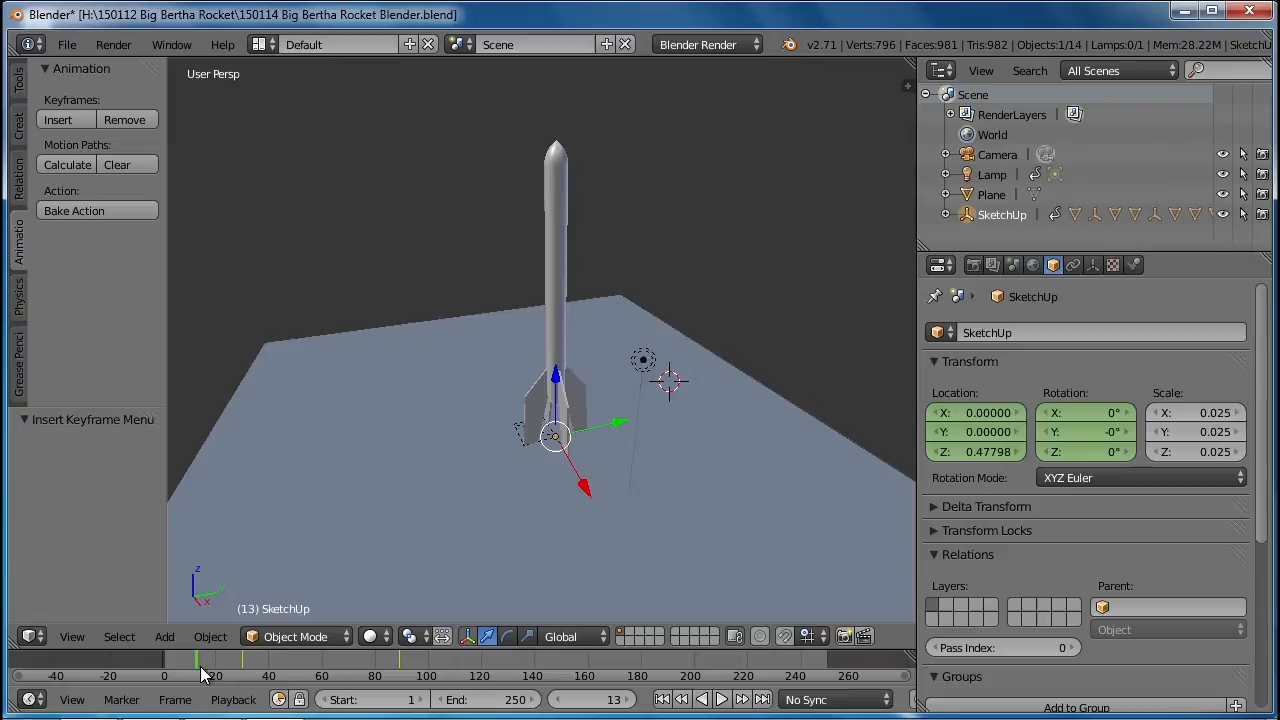 Blender* [H:\150112 Big Bertha Rocket\150114 Big Bertha Rocket Blender.blend]
File Render Window Help Default Scene Blender Render v2.71 | Verts:796 | Faces:981 | Tris:982 | Objects:1/14 | Lamps:0/1 | Mem:28.22M | SketchU
Tools
Creat
Relation
Animatio
Physics
Grease Penci
Animation
Keyframes:
Insert Remove
Motion Paths:
Calculate Clear
Action:
Bake Action
Insert Keyframe Menu
User Persp
z
y
x
(13) SketchUp
View Select Add Object Object Mode Global
-40 -20 0 20 40 60 80 100 120 140 160 180 200 220 240 260
View Marker Frame Playback Start: 1 End: 250 13 No Sync
View Search All Scenes
Scene
RenderLayers
World
Camera
Lamp
Plane
SketchUp
SketchUp
SketchUp
Transform
Location: Rotation: Scale:
X: 0.00000 X: 0° X: 0.025
Y: 0.00000 Y: -0° Y: 0.025
Z: 0.47798 Z: 0° Z: 0.025
Rotation Mode: XYZ Euler
Delta Transform
Transform Locks
Relations
Layers: Parent:
Object
Pass Index: 0
Groups
Add to Group